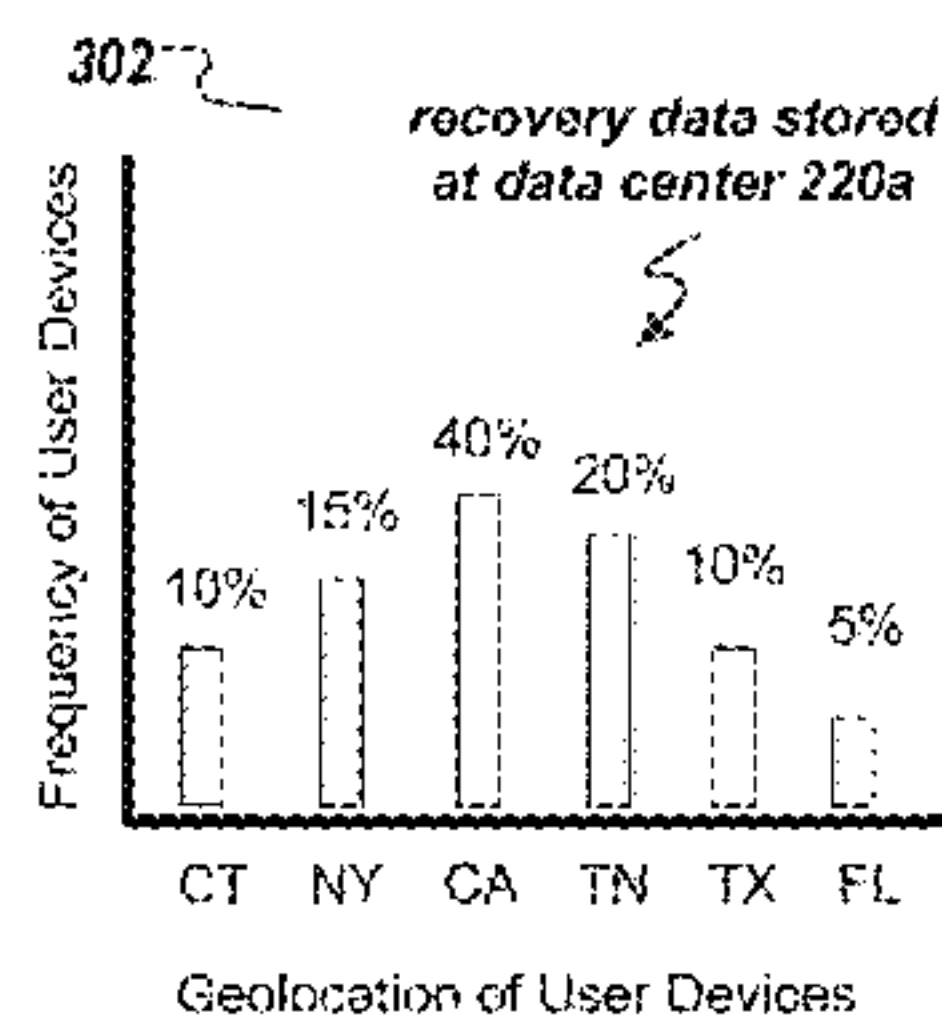 302
recovery data stored
at data center 220a
Frequency of User Devices
10%
15%
40%
20%
10%
5%
CT NY CA TN TX FL
Geolocation of User Devices